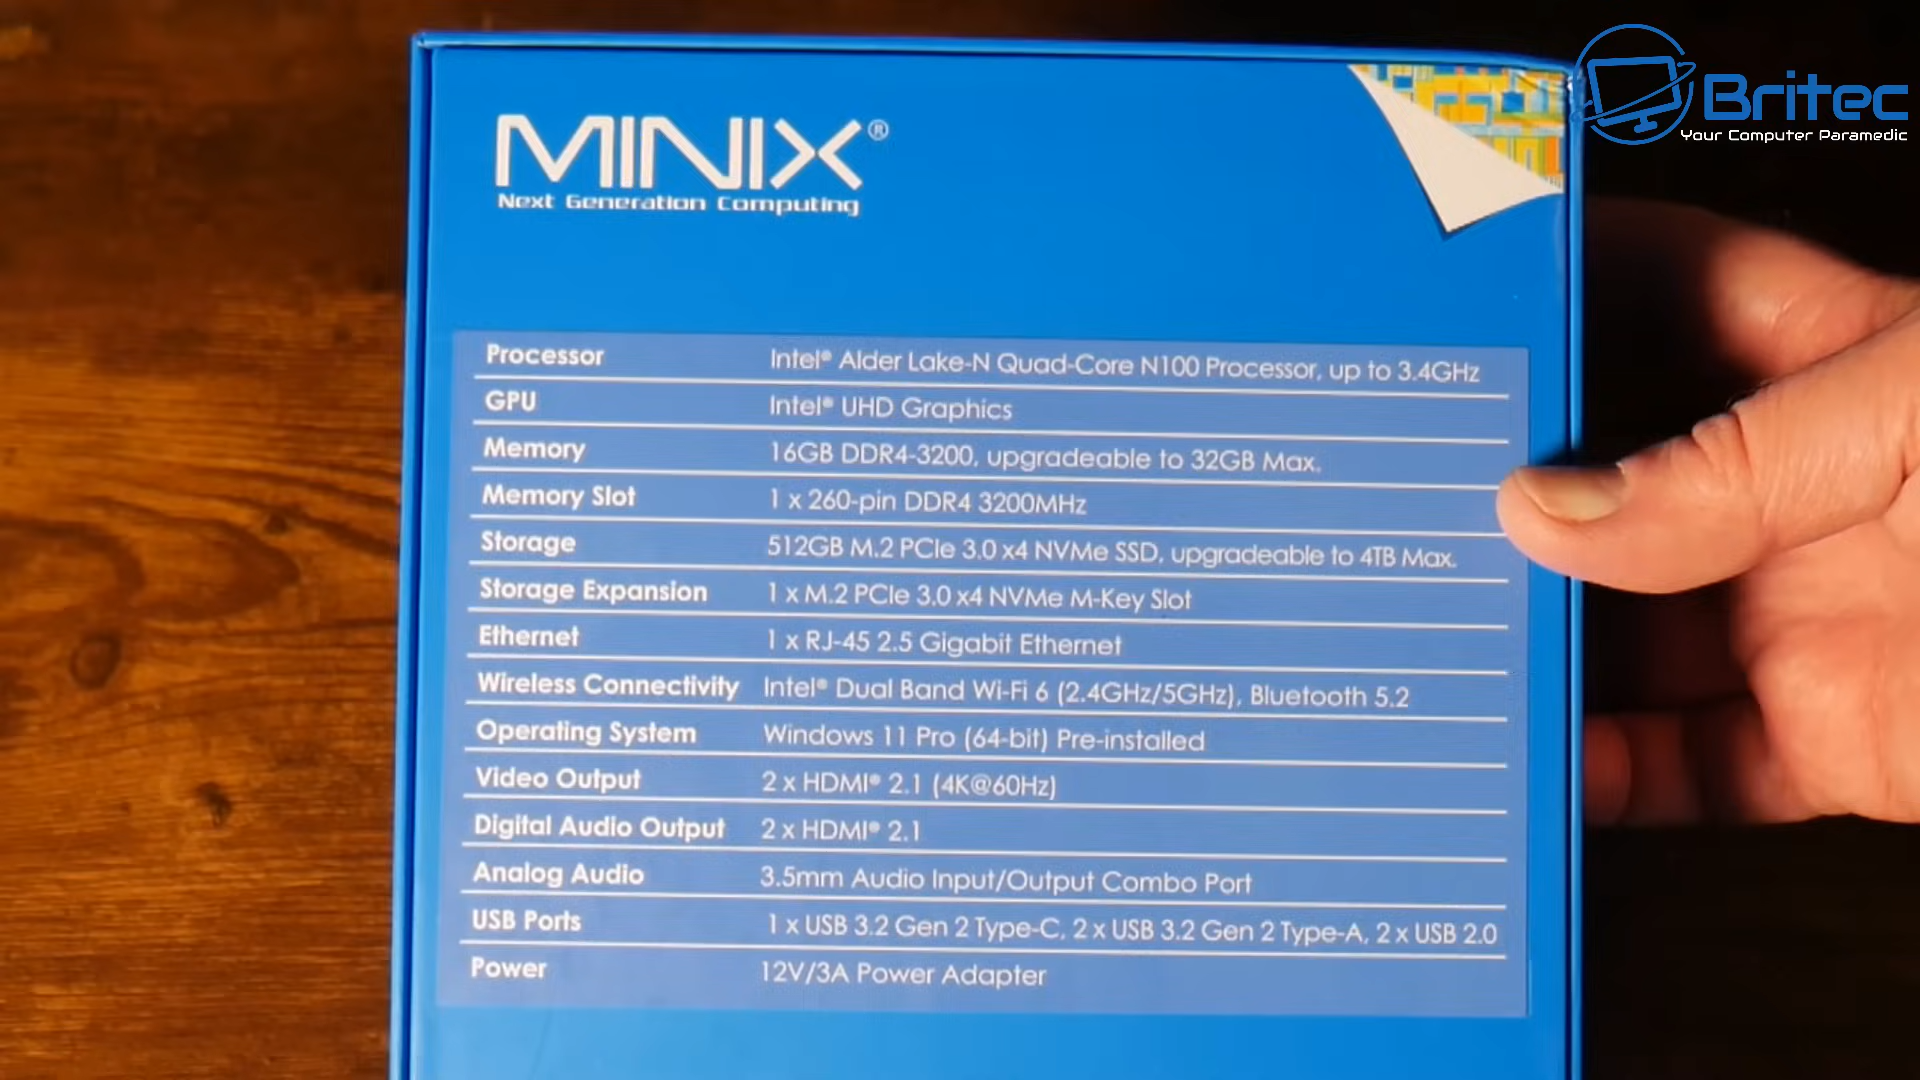 Britec
Your Computer Paramedic
MINIX®
Next Generation Computing
Processor Intel® Alder Lake-N Quad-Core N100 Processor, up to 3.4GHz
GPU Intel® UHD Graphics
Memory 16GB DDR4-3200, upgradeable to 32GB Max.
Memory Slot 1 x 260-pin DDR4 3200MHz
Storage 512GB M.2 PCIe 3.0 x4 NVMe SSD, upgradeable to 4TB Max.
Storage Expansion 1 x M.2 PCIe 3.0 x4 NVMe M-Key Slot
Ethernet 1 x RJ-45 2.5 Gigabit Ethernet
Wireless Connectivity Intel® Dual Band Wi-Fi 6 (2.4GHz/5GHz), Bluetooth 5.2
Operating System Windows 11 Pro (64-bit) Pre-installed
Video Output 2 x HDMI® 2.1 (4K@60Hz)
Digital Audio Output 2 x HDMI® 2.1
Analog Audio 3.5mm Audio Input/Output Combo Port
USB Ports 1 x USB 3.2 Gen 2 Type-C, 2 x USB 3.2 Gen 2 Type-A, 2 x USB 2.0
Power 12V/3A Power Adapter